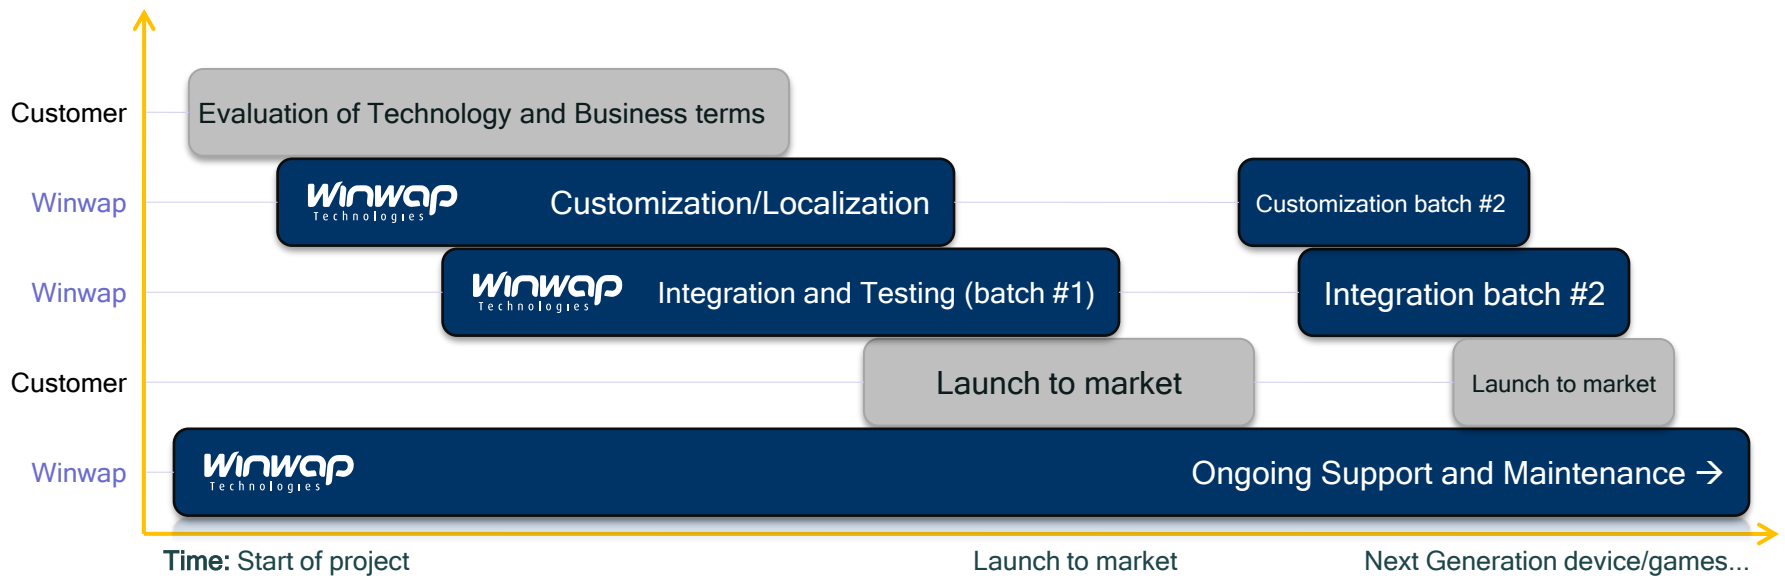 Customer
Evaluation of Technology and Business terms
Winwap
Winwap Technologies
Customization/Localization
Customization batch #2
Winwap
Winwap Technologies
Integration and Testing (batch #1)
Integration batch #2
Customer
Launch to market
Launch to market
Winwap
Winwap Technologies
Ongoing Support and Maintenance →
Time: Start of project
Launch to market
Next Generation device/games...